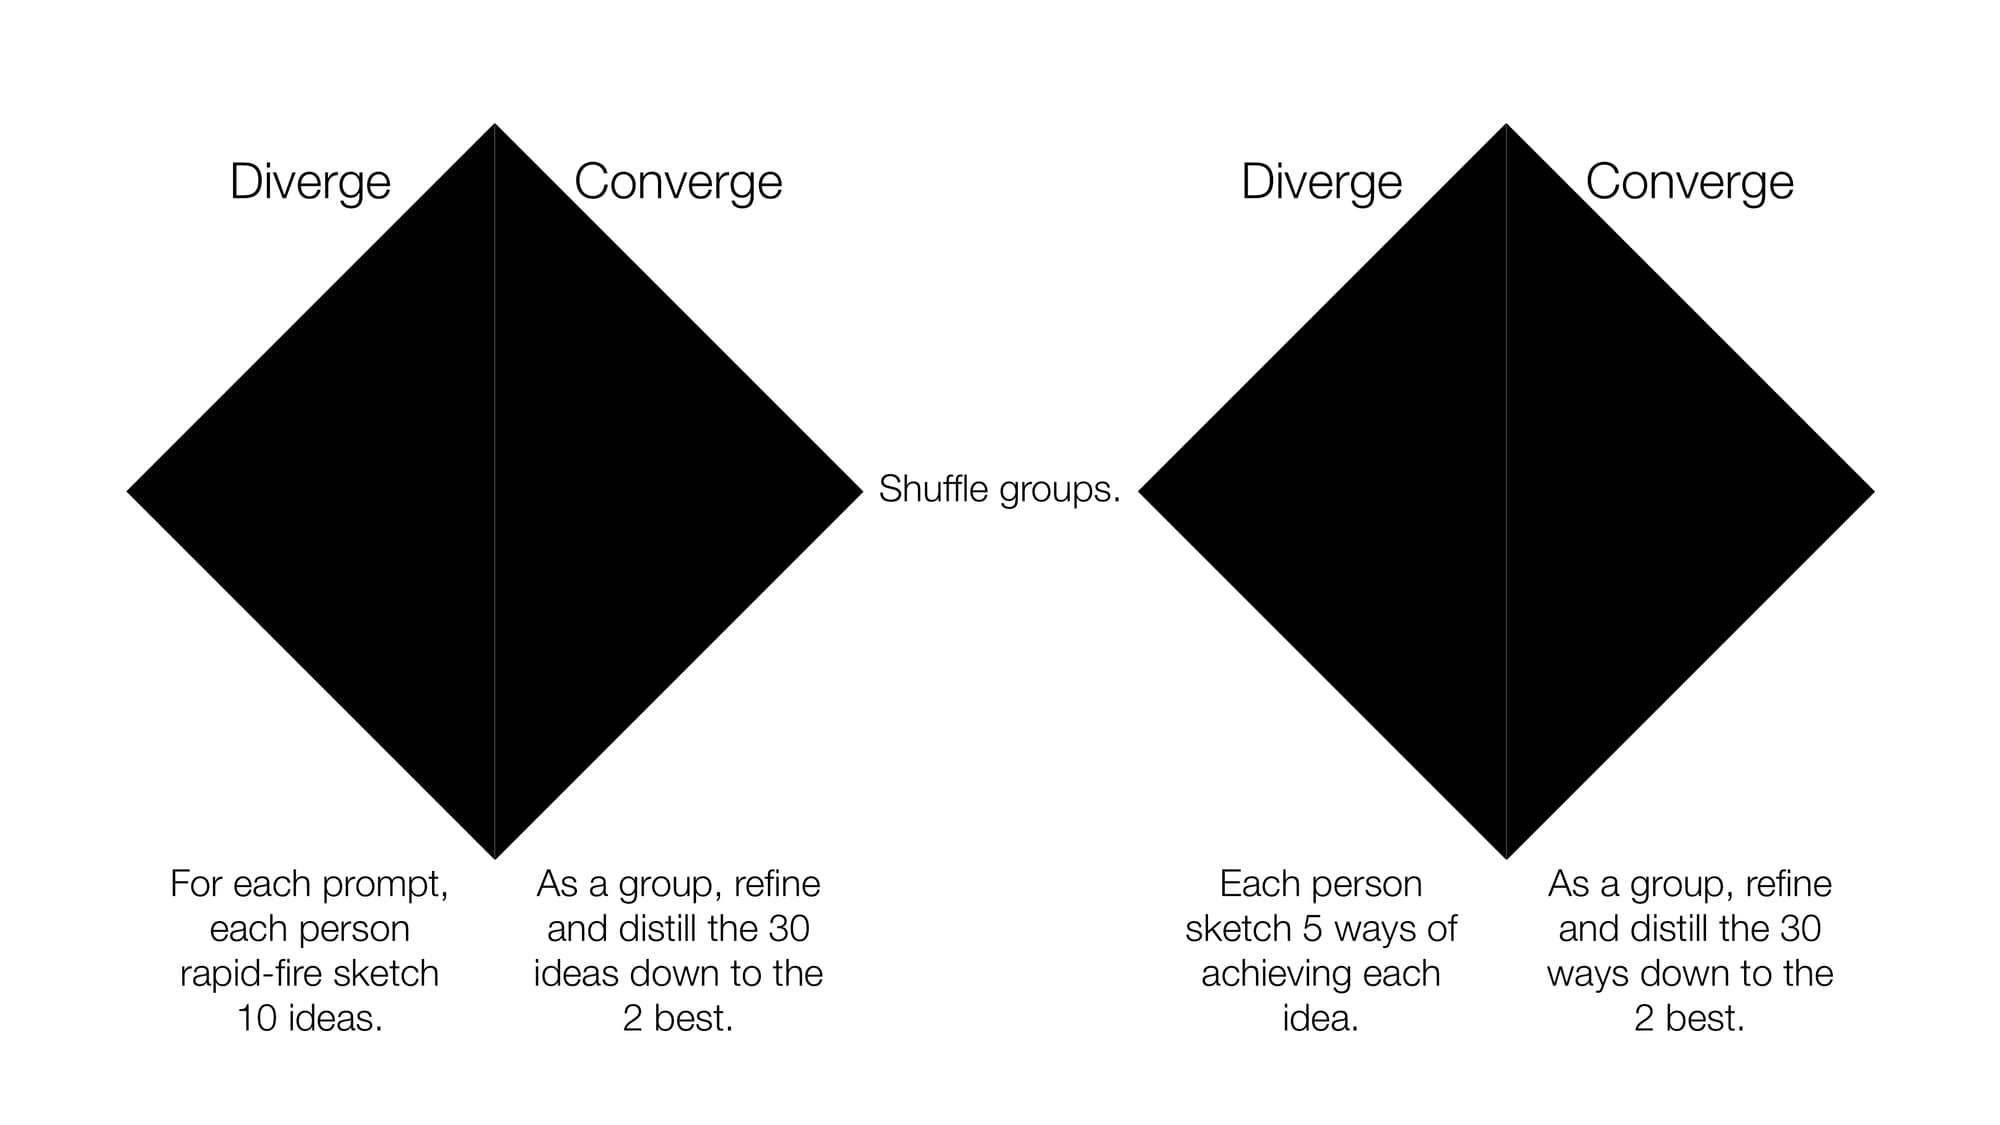 Diverge
Converge
For each prompt,
each person
rapid-fire sketch
10 ideas.
As a group, refine
and distill the 30
ideas down to the
2 best.
Shuffle groups.
Diverge
Converge
Each person
sketch 5 ways of
achieving each
idea.
As a group, refine
and distill the 30
ways down to the
2 best.